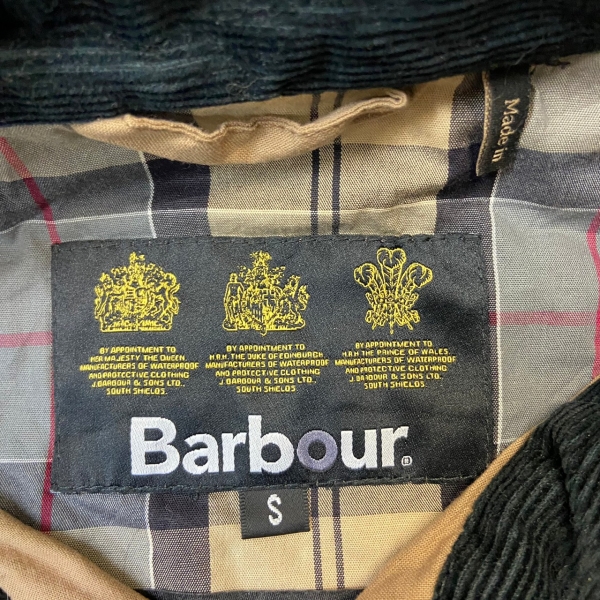 Made in
BY APPOINTMENT TO
HER MAJESTY THE QUEEN
MANUFACTURERS OF WATERPROOF
AND PROTECTIVE CLOTHING
J.BARBOUR & SONS LTD.,
SOUTH SHIELDS.
BY APPOINTMENT TO
H.R.H. THE DUKE OF EDINBURGH
MANUFACTURERS OF WATERPROOF
AND PROTECTIVE CLOTHING
J.BARBOUR & SONS LTD.,
SOUTH SHIELDS.
BY APPOINTMENT TO
H.R.H. THE PRINCE OF WALES.
MANUFACTURERS OF WATERPROOF
AND PROTECTIVE CLOTHING
J.BARBOUR & SONS LTD.,
SOUTH SHIELDS.
Barbour®
S